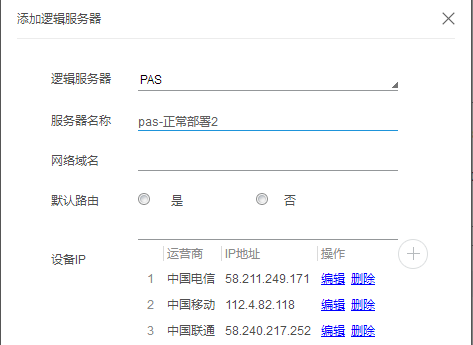 添加逻辑服务器
逻辑服务器 PAS
服务器名称 pas-正常部署2
网络域名
默认路由 是 否
设备IP 运营商 IP地址 操作
1 中国电信 58.211.249.171 编辑 删除
2 中国移动 112.4.82.118 编辑 删除
3 中国联通 58.240.217.252 编辑 删除